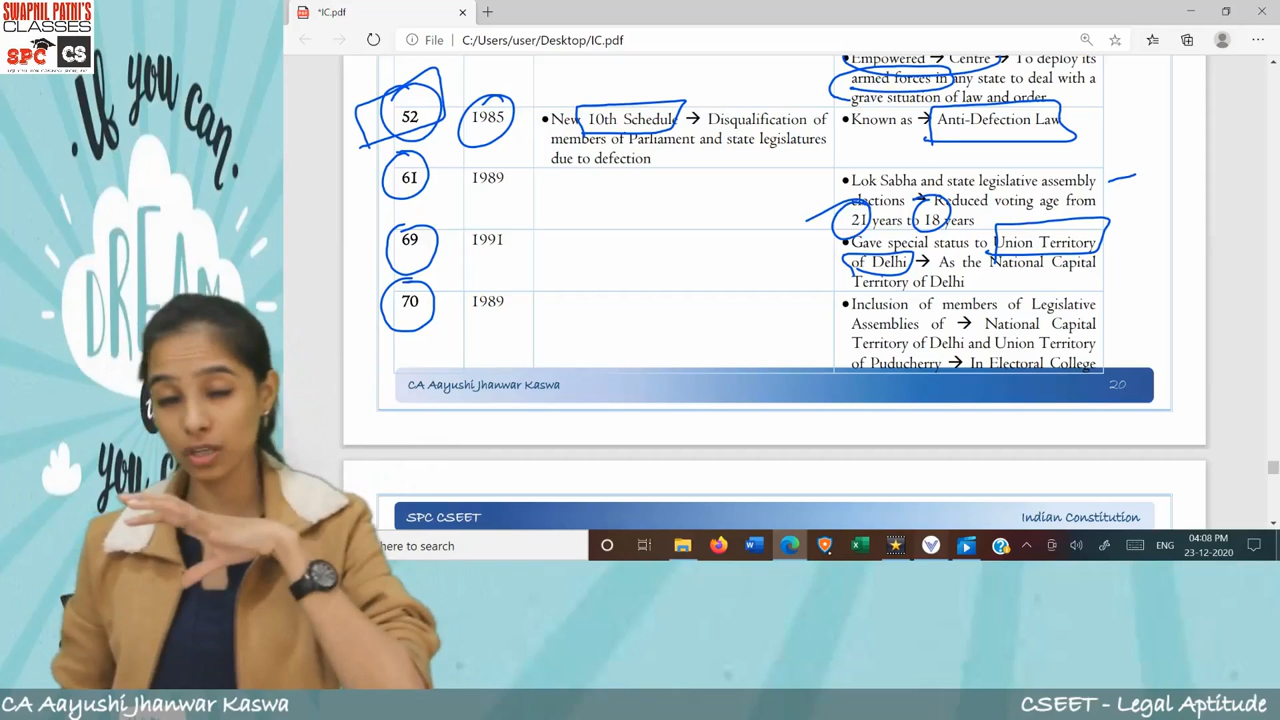 SWAPNIL PATNI'S
CLASSES
SPC CS
If you can
DREAM
you
*IC.pdf
File C:/Users/user/Desktop/IC.pdf
Empowered → Centre → To deploy its
armed forces in any state to deal with a
grave situation of law and order
52 1985 • New 10th Schedule → Disqualification of
members of Parliament and state legislatures
due to defection
• Known as → Anti-Defection Law
61 1989 • Lok Sabha and state legislative assembly
elections → Reduced voting age from
21 years to 18 years
69 1991 • Gave special status to Union Territory
of Delhi → As the National Capital
Territory of Delhi
70 1989 • Inclusion of members of Legislative
Assemblies of → National Capital
Territory of Delhi and Union Territory
of Puducherry → In Electoral College
CA Aayushi Jhanwar Kaswa 20
SPC CSEET Indian Constitution
here to search
ENG
04:08 PM
23-12-2020
CA Aayushi Jhanwar Kaswa CSEET - Legal Aptitude